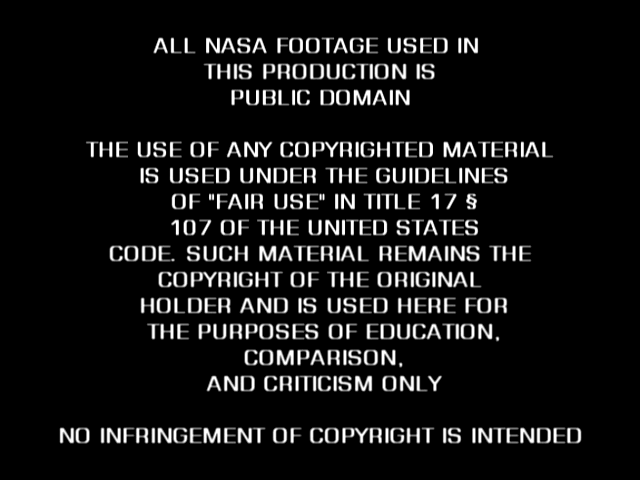 ALL NASA FOOTAGE USED IN
THIS PRODUCTION IS
PUBLIC DOMAIN
THE USE OF ANY COPYRIGHTED MATERIAL
IS USED UNDER THE GUIDELINES
OF "FAIR USE" IN TITLE 17 §
107 OF THE UNITED STATES
CODE. SUCH MATERIAL REMAINS THE
COPYRIGHT OF THE ORIGINAL
HOLDER AND IS USED HERE FOR
THE PURPOSES OF EDUCATION,
COMPARISON,
AND CRITICISM ONLY
NO INFRINGEMENT OF COPYRIGHT IS INTENDED